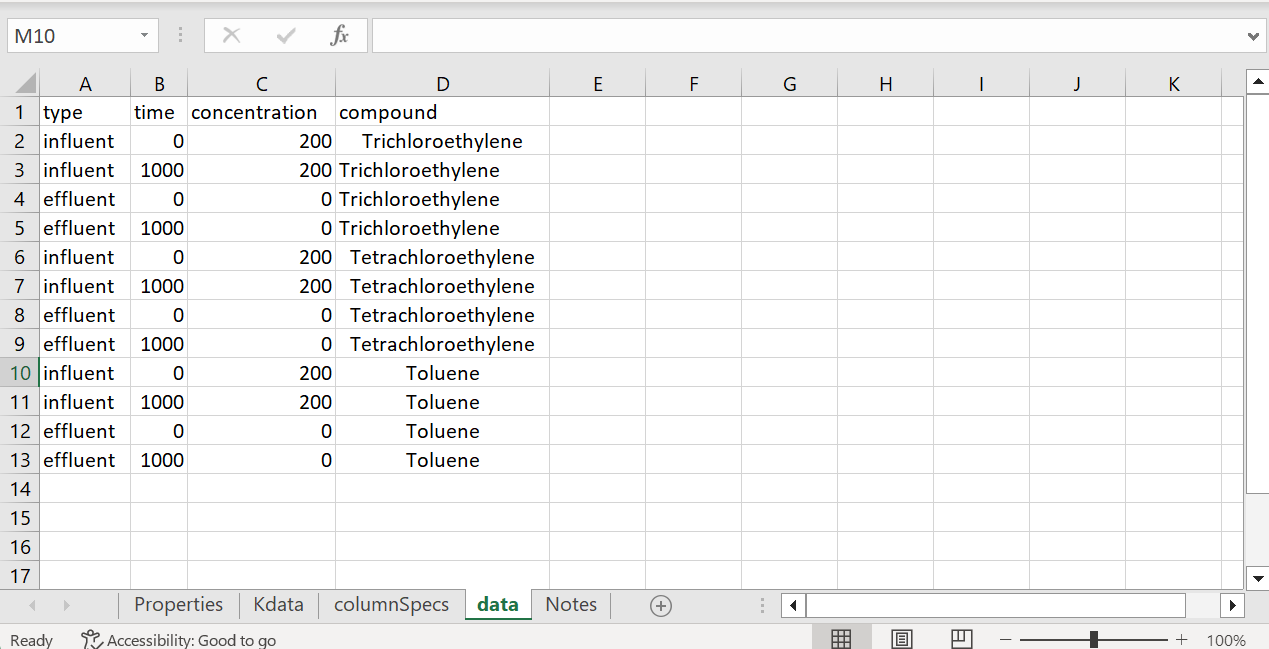 M10 fx
A B C D E F G H I J K
1 type time concentration compound
2 influent 0 200 Trichloroethylene
3 influent 1000 200 Trichloroethylene
4 effluent 0 0 Trichloroethylene
5 effluent 1000 0 Trichloroethylene
6 influent 0 200 Tetrachloroethylene
7 influent 1000 200 Tetrachloroethylene
8 effluent 0 0 Tetrachloroethylene
9 effluent 1000 0 Tetrachloroethylene
10 influent 0 200 Toluene
11 influent 1000 200 Toluene
12 effluent 0 0 Toluene
13 effluent 1000 0 Toluene
14
15
16
17
Properties Kdata columnSpecs data Notes
Ready Accessibility: Good to go 100%